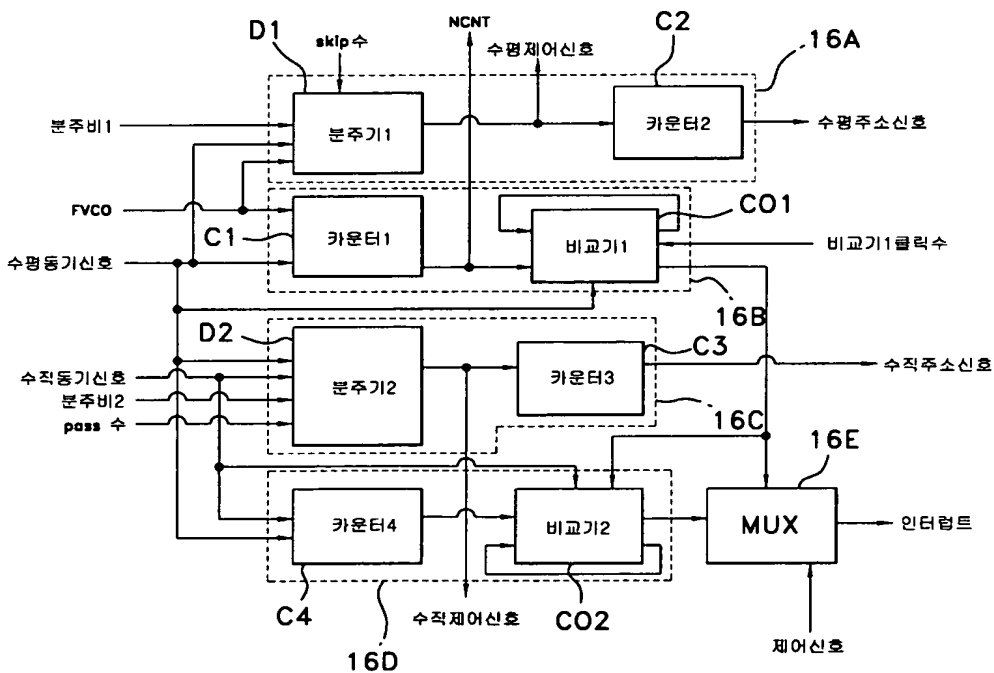 NCNT
D1
skip 수
수평제어신호
C2
16A
분주비1
분주기1
카운터2
수평주소신호
FVCO
C1
카운터1
비교기1
CO1
비교기1클릭수
수평동기신호
16B
D2
C3
수직동기신호
분주기2
카운터3
수직주소신호
분주비2
pass 수
16C
16E
카운터4
비교기2
MUX
인터럽트
C4
수직제어신호
CO2
16D
제어신호